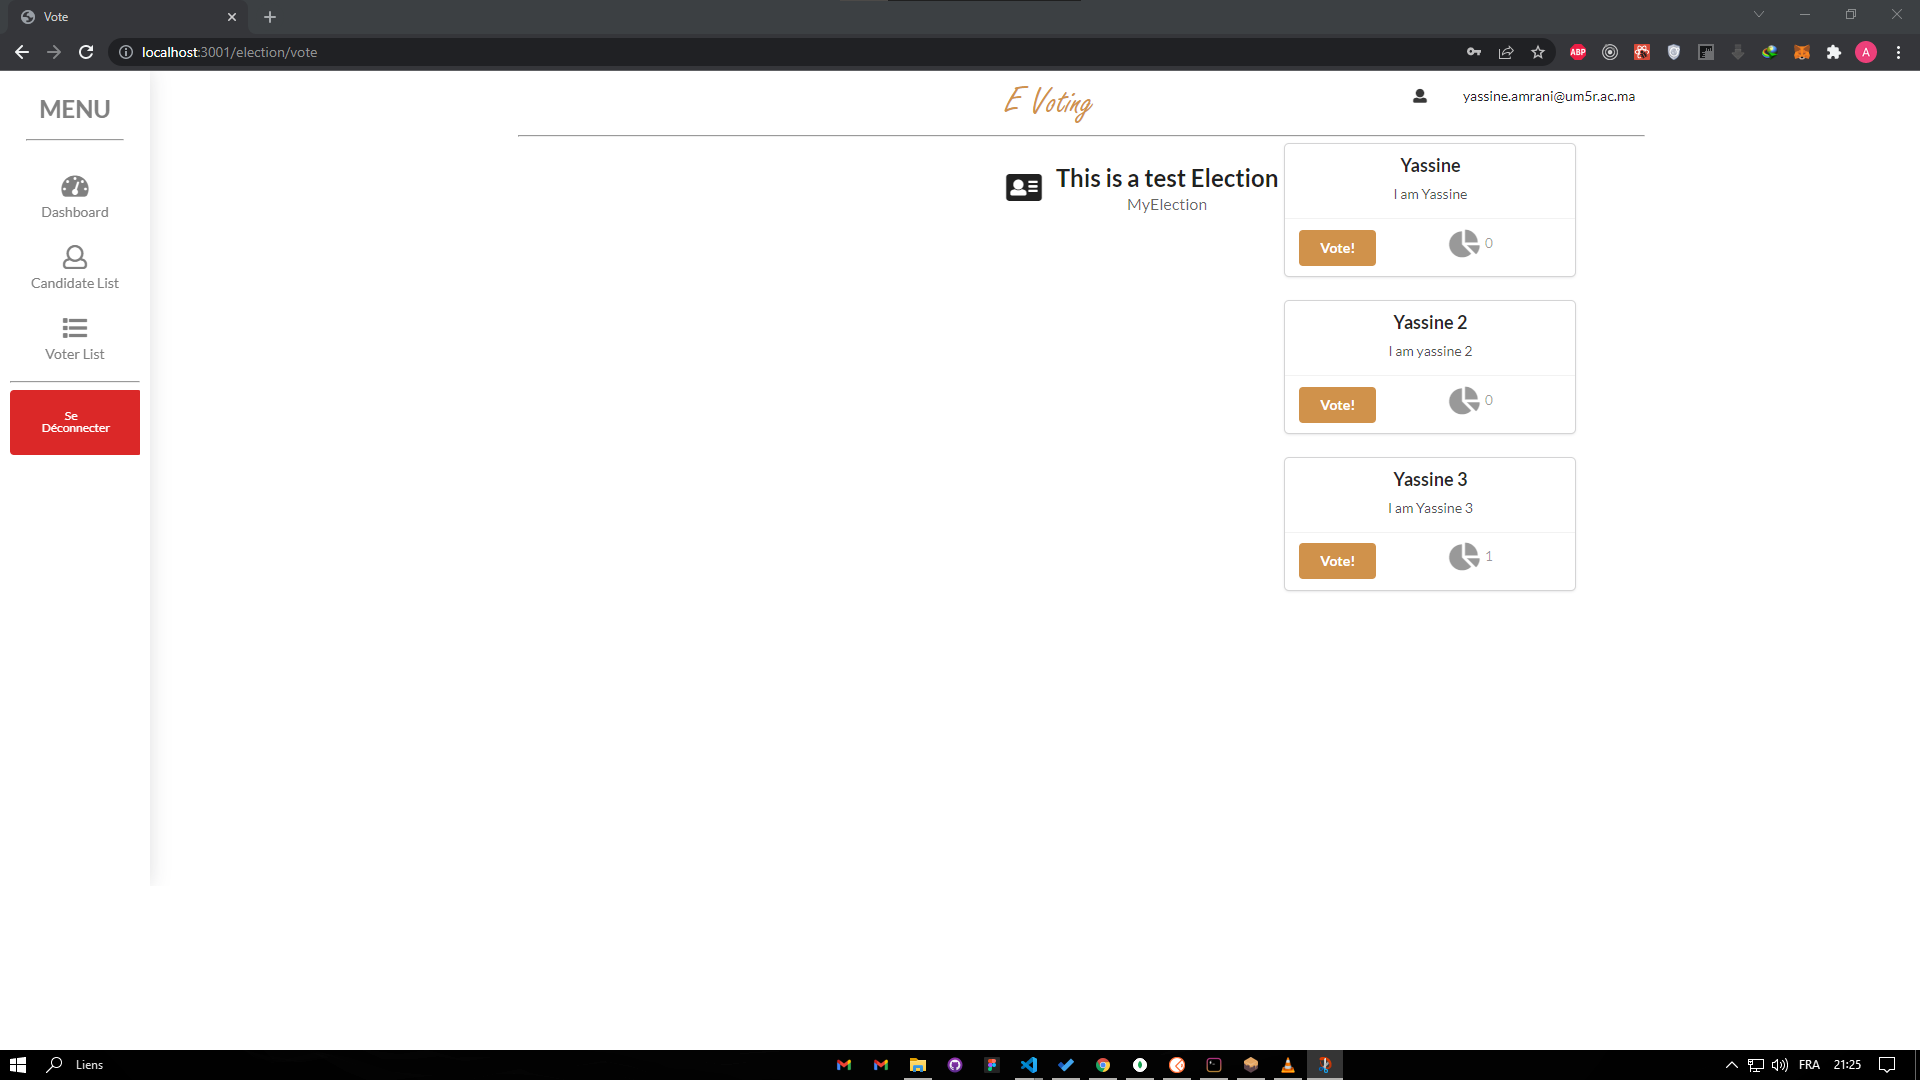 Vote
localhost:3001/election/vote
ABP
A
MENU
Dashboard
Candidate List
Voter List
Se
Déconnecter
E Voting
yassine.amrani@um5r.ac.ma
This is a test Election
MyElection
Yassine
I am Yassine
Vote!
0
Yassine 2
I am yassine 2
Vote!
0
Yassine 3
I am Yassine 3
Vote!
1
Liens
FRA
21:25